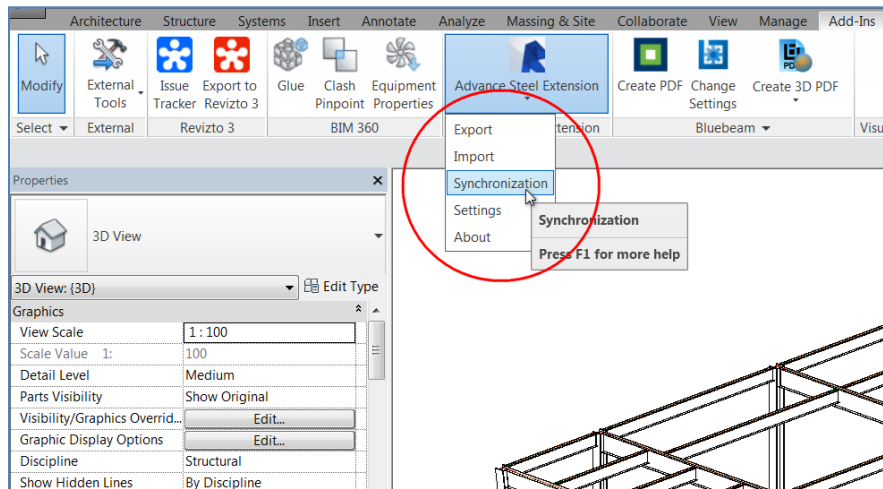 Architecture Structure Systems Insert Annotate Analyze Massing & Site Collaborate View Manage Add-Ins
Modify External Issue Export to Glue Clash Equipment Advance Steel Extension Create PDF Change Create 3D PDF
Tools Tracker Revizto 3 Pinpoint Properties Settings
Select External Revizto 3 BIM 360 tension Bluebeam Visu
Export
Import
Synchronization
Settings
About
Synchronization
Press F1 for more help
Properties
3D View
3D View: {3D} Edit Type
Graphics
View Scale 1 : 100
Scale Value 1: 100
Detail Level Medium
Parts Visibility Show Original
Visibility/Graphics Overrid... Edit...
Graphic Display Options Edit...
Discipline Structural
Show Hidden Lines By Discipline